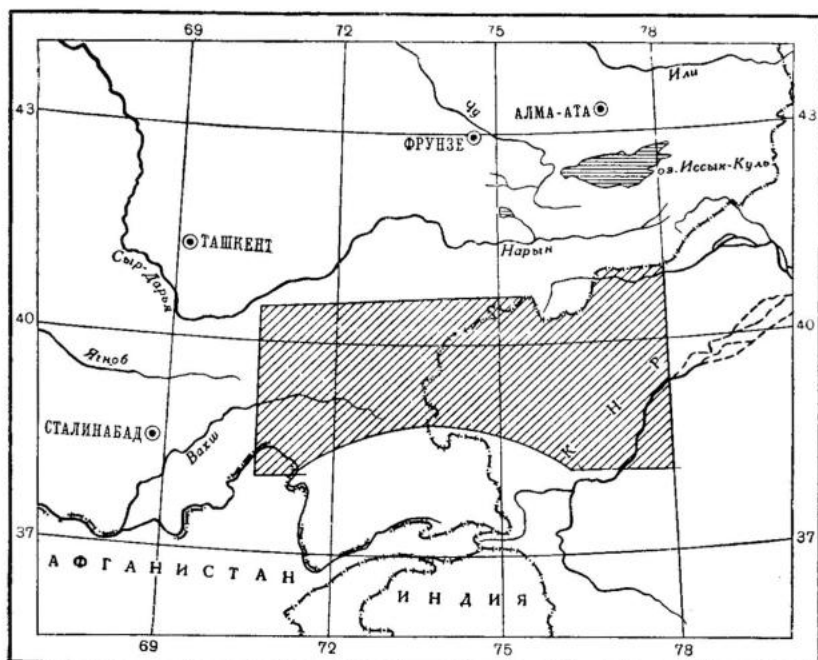 69 72 75 78
Или
43 43
Чу
АЛМА-АТА
ФРУНЗЕ
оз. Иссык-Куль
ТАШКЕНТ
Нарын
Сыр-Дарья
40 40
Ягноб
СТАЛИНАБАД
Вахш
КНР
37 37
АФГАНИСТАН
ИНДИЯ
69 72 75 78